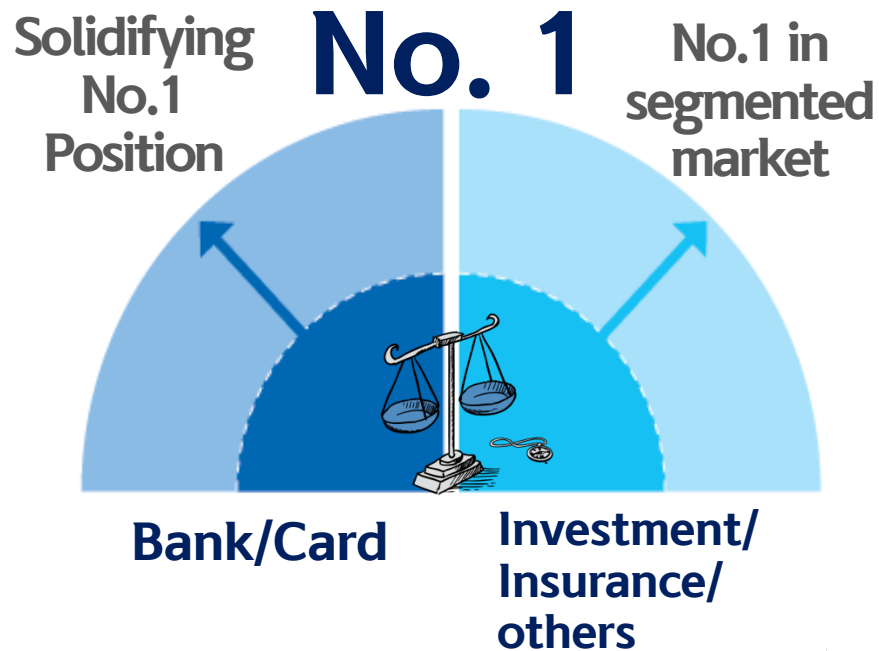 No. 1
Solidifying
No.1
Position
No.1 in
segmented
market
Bank/Card
Investment/
Insurance/
others